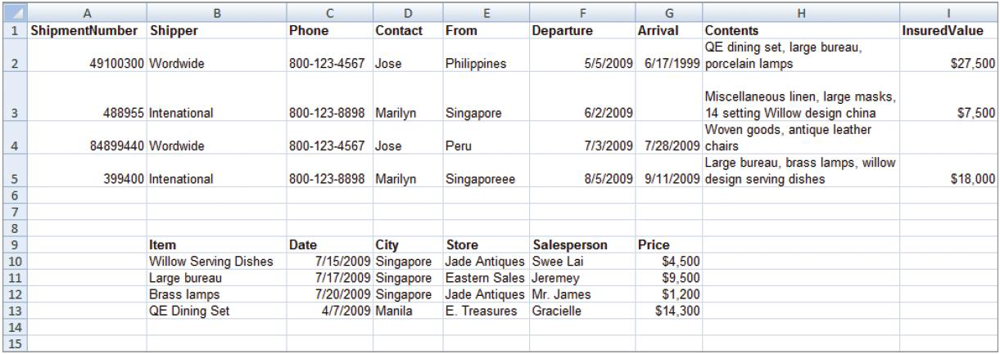 A B C D E F G H I
1 ShipmentNumber Shipper Phone Contact From Departure Arrival Contents InsuredValue
2 49100300 Wordwide 800-123-4567 Jose Philippines 5/5/2009 6/17/1999 QE dining set, large bureau,
porcelain lamps $27,500
3 488955 Intenational 800-123-8898 Marilyn Singapore 6/2/2009 Miscellaneous linen, large masks,
14 setting Willow design china $7,500
4 84899440 Wordwide 800-123-4567 Jose Peru 7/3/2009 7/28/2009 Woven goods, antique leather
chairs
5 399400 Intenational 800-123-8898 Marilyn Singaporeee 8/5/2009 9/11/2009 Large bureau, brass lamps, willow
design serving dishes $18,000
6
7
8
9 Item Date City Store Salesperson Price
10 Willow Serving Dishes 7/15/2009 Singapore Jade Antiques Swee Lai $4,500
11 Large bureau 7/17/2009 Singapore Eastern Sales Jeremey $9,500
12 Brass lamps 7/20/2009 Singapore Jade Antiques Mr. James $1,200
13 QE Dining Set 4/7/2009 Manila E. Treasures Gracielle $14,300
14
15